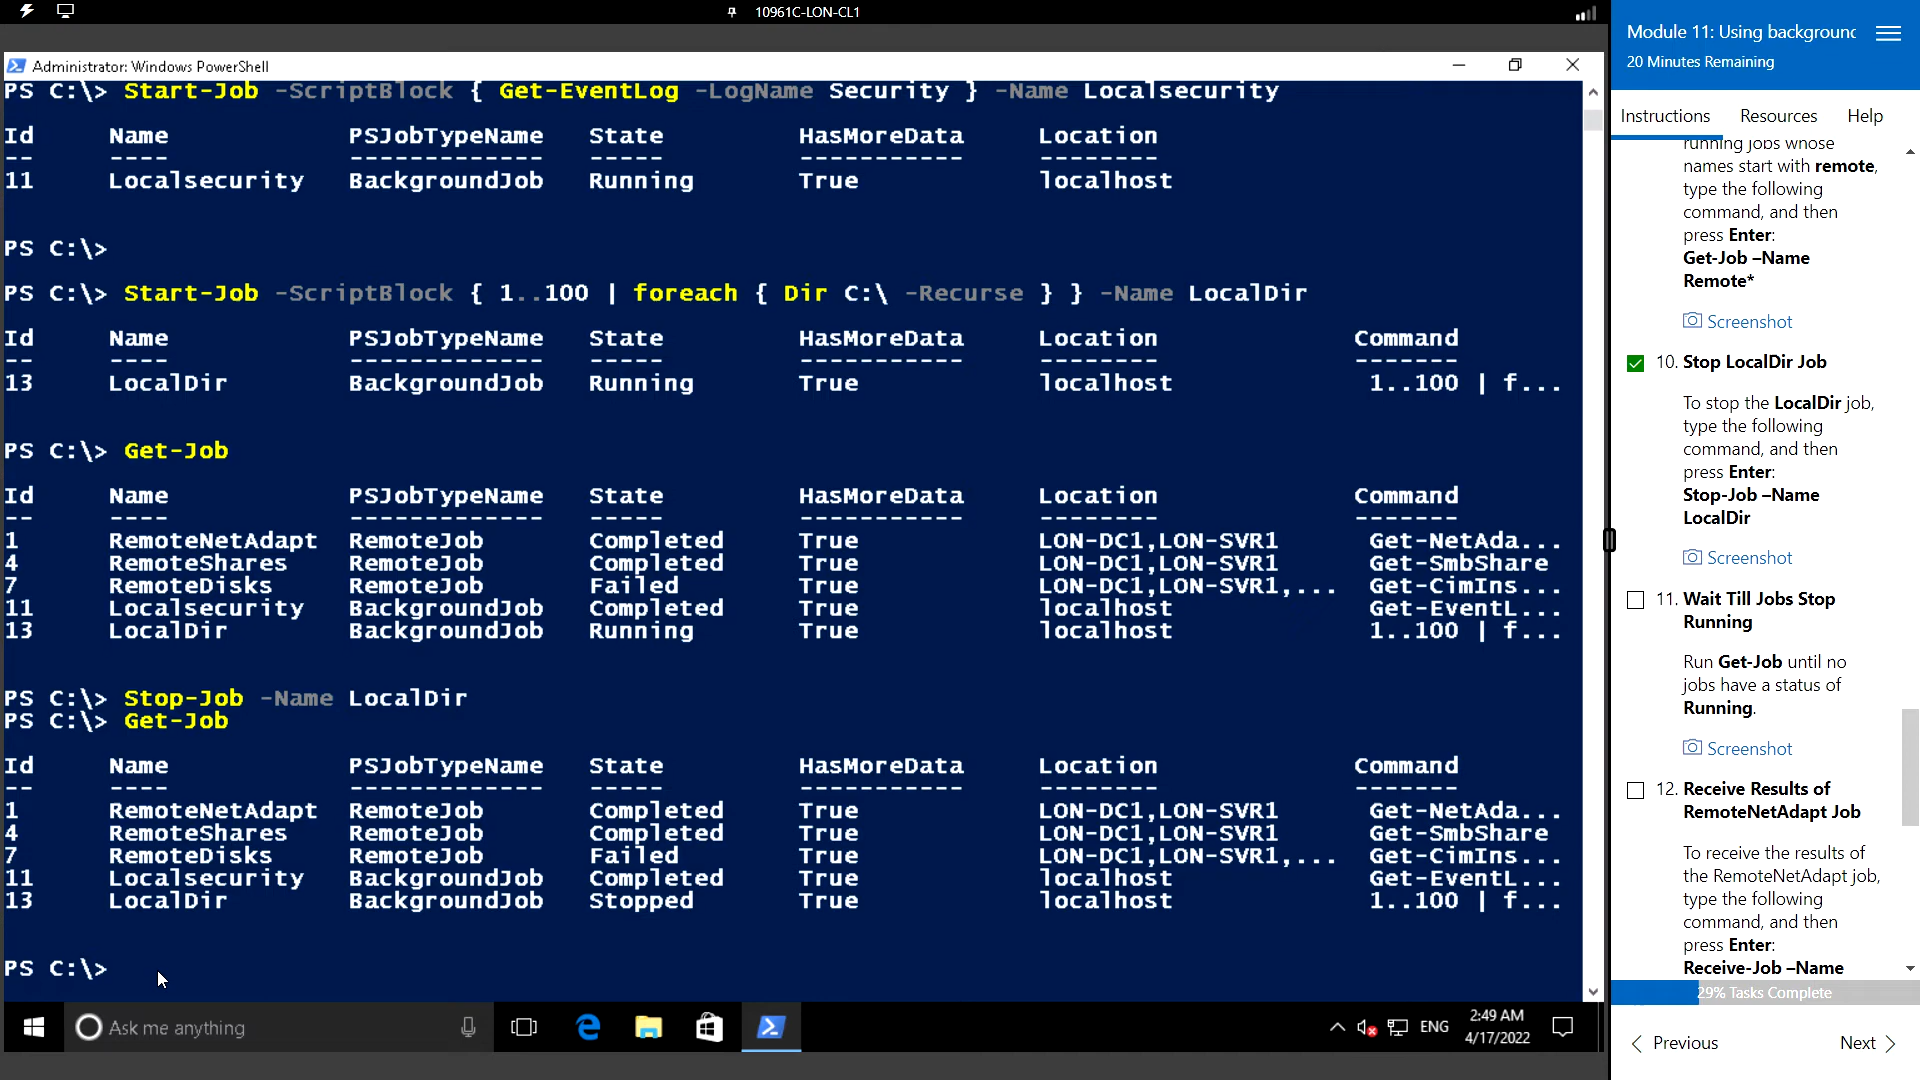 10961C-LON-CL1
Administrator: Windows PowerShell
PS C:\> Start-Job -ScriptBlock { Get-EventLog -LogName Security } -Name Localsecurity
Id Name PSJobTypeName State HasMoreData Location
-- ---- ------------- ----- ----------- --------
11 Localsecurity BackgroundJob Running True localhost
PS C:\>
PS C:\> Start-Job -ScriptBlock { 1..100 | foreach { Dir C:\ -Recurse } } -Name LocalDir
Id Name PSJobTypeName State HasMoreData Location Command
-- ---- ------------- ----- ----------- -------- -------
13 LocalDir BackgroundJob Running True localhost 1..100 | f...
PS C:\> Get-Job
Id Name PSJobTypeName State HasMoreData Location Command
-- ---- ------------- ----- ----------- -------- -------
1 RemoteNetAdapt RemoteJob Completed True LON-DC1,LON-SVR1 Get-NetAda...
4 RemoteShares RemoteJob Completed True LON-DC1,LON-SVR1 Get-SmbShare
7 RemoteDisks RemoteJob Failed True LON-DC1,LON-SVR1,... Get-CimIns...
11 Localsecurity BackgroundJob Completed True localhost Get-EventL...
13 LocalDir BackgroundJob Running True localhost 1..100 | f...
PS C:\> Stop-Job -Name LocalDir
PS C:\> Get-Job
Id Name PSJobTypeName State HasMoreData Location Command
-- ---- ------------- ----- ----------- -------- -------
1 RemoteNetAdapt RemoteJob Completed True LON-DC1,LON-SVR1 Get-NetAda...
4 RemoteShares RemoteJob Completed True LON-DC1,LON-SVR1 Get-SmbShare
7 RemoteDisks RemoteJob Failed True LON-DC1,LON-SVR1,... Get-CimIns...
11 Localsecurity BackgroundJob Completed True localhost Get-EventL...
13 LocalDir BackgroundJob Stopped True localhost 1..100 | f...
PS C:\>
Ask me anything
ENG
2:49 AM
4/17/2022
Module 11: Using background
20 Minutes Remaining
Instructions Resources Help
running jobs whose
names start with remote,
type the following
command, and then
press Enter:
Get-Job –Name
Remote*
Screenshot
10. Stop LocalDir Job
To stop the LocalDir job,
type the following
command, and then
press Enter:
Stop-Job –Name
LocalDir
Screenshot
11. Wait Till Jobs Stop
Running
Run Get-Job until no
jobs have a status of
Running.
Screenshot
12. Receive Results of
RemoteNetAdapt Job
To receive the results of
the RemoteNetAdapt job,
type the following
command, and then
press Enter:
Receive-Job –Name
29% Tasks Complete
Previous Next